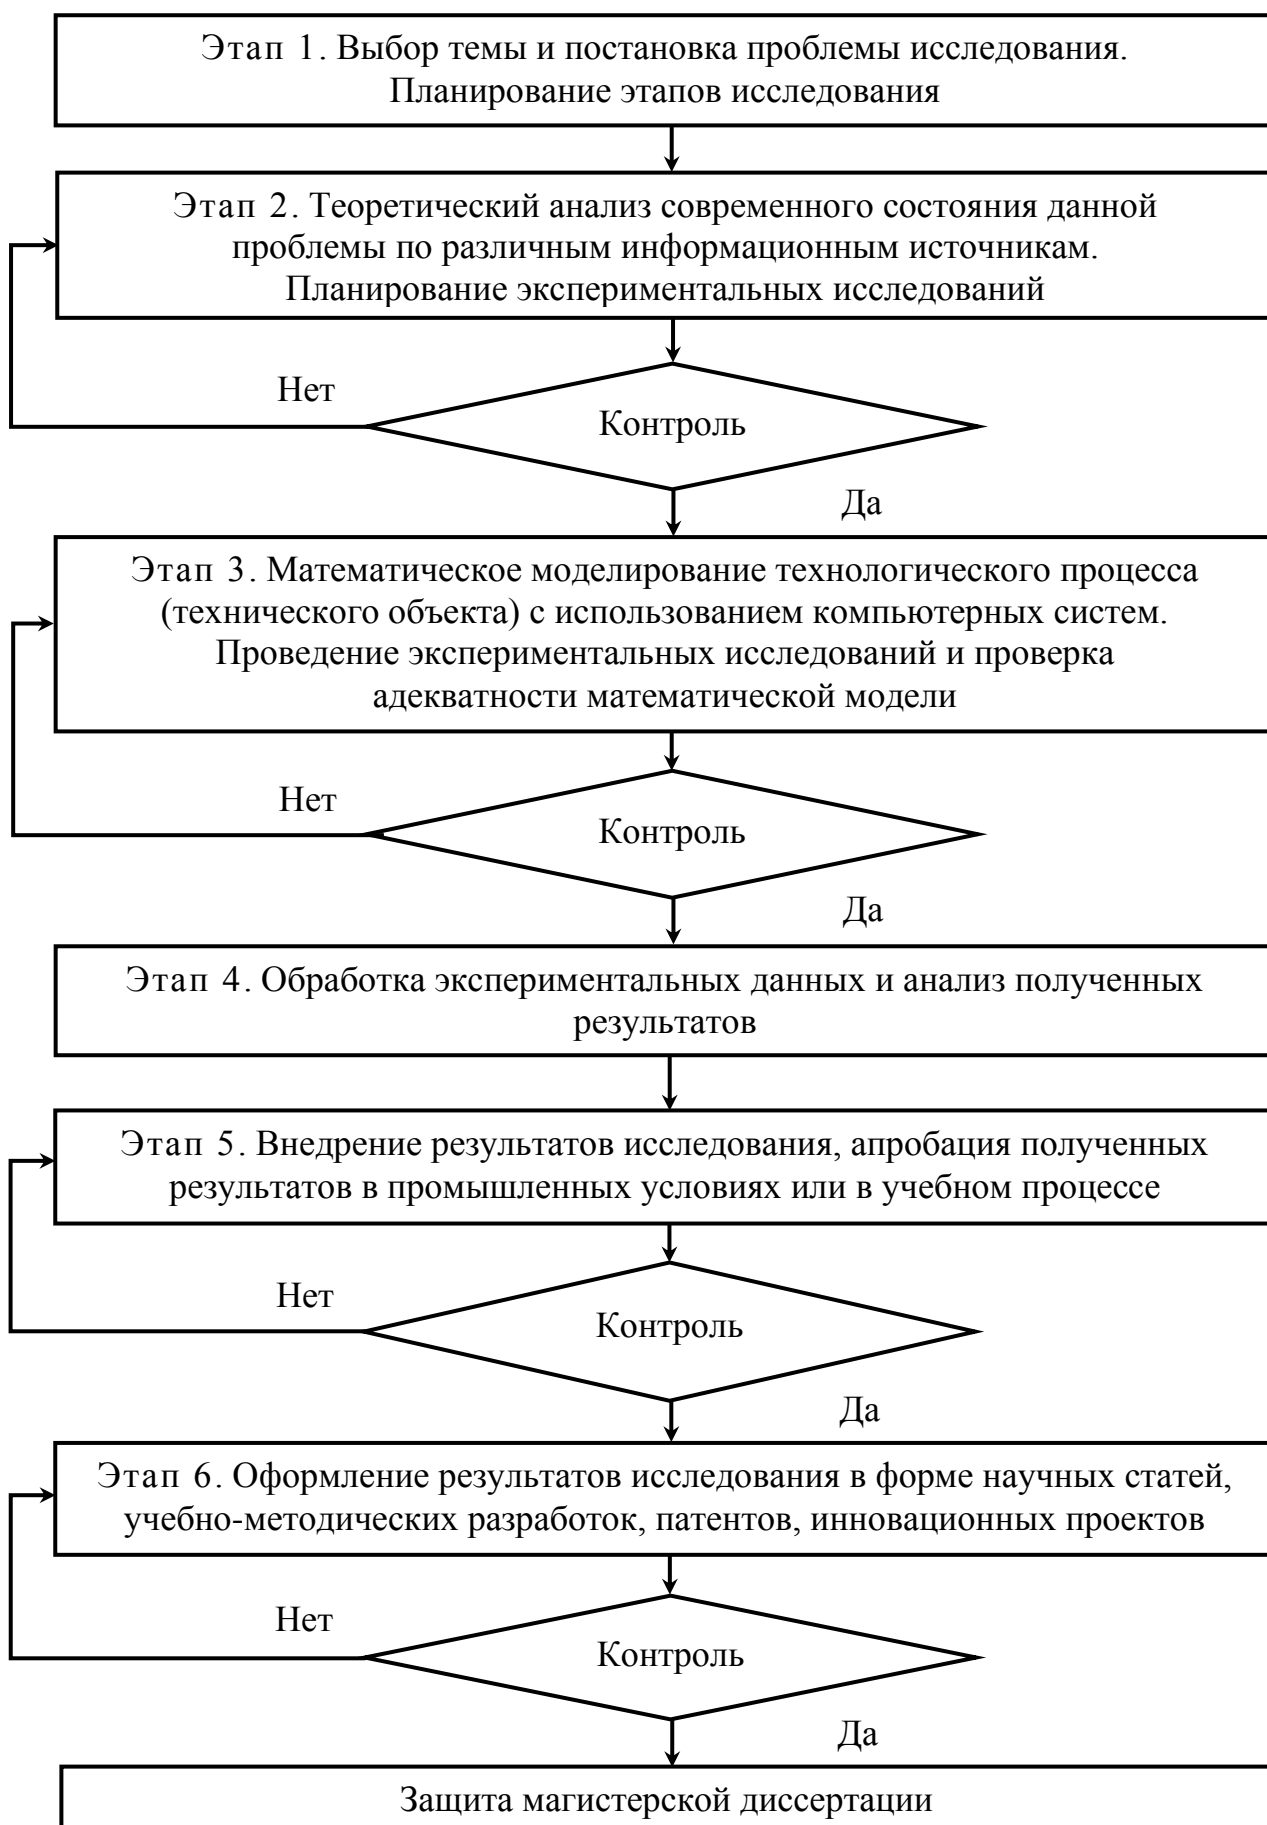 Этап 1. Выбор темы и постановка проблемы исследования.
Планирование этапов исследования
Этап 2. Теоретический анализ современного состояния данной
проблемы по различным информационным источникам.
Планирование экспериментальных исследований
Нет
Контроль
Да
Этап 3. Математическое моделирование технологического процесса
(технического объекта) с использованием компьютерных систем.
Проведение экспериментальных исследований и проверка
адекватности математической модели
Нет
Контроль
Да
Этап 4. Обработка экспериментальных данных и анализ полученных
результатов
Этап 5. Внедрение результатов исследования, апробация полученных
результатов в промышленных условиях или в учебном процессе
Нет
Контроль
Да
Этап 6. Оформление результатов исследования в форме научных статей,
учебно-методических разработок, патентов, инновационных проектов
Нет
Контроль
Да
Защита магистерской диссертации